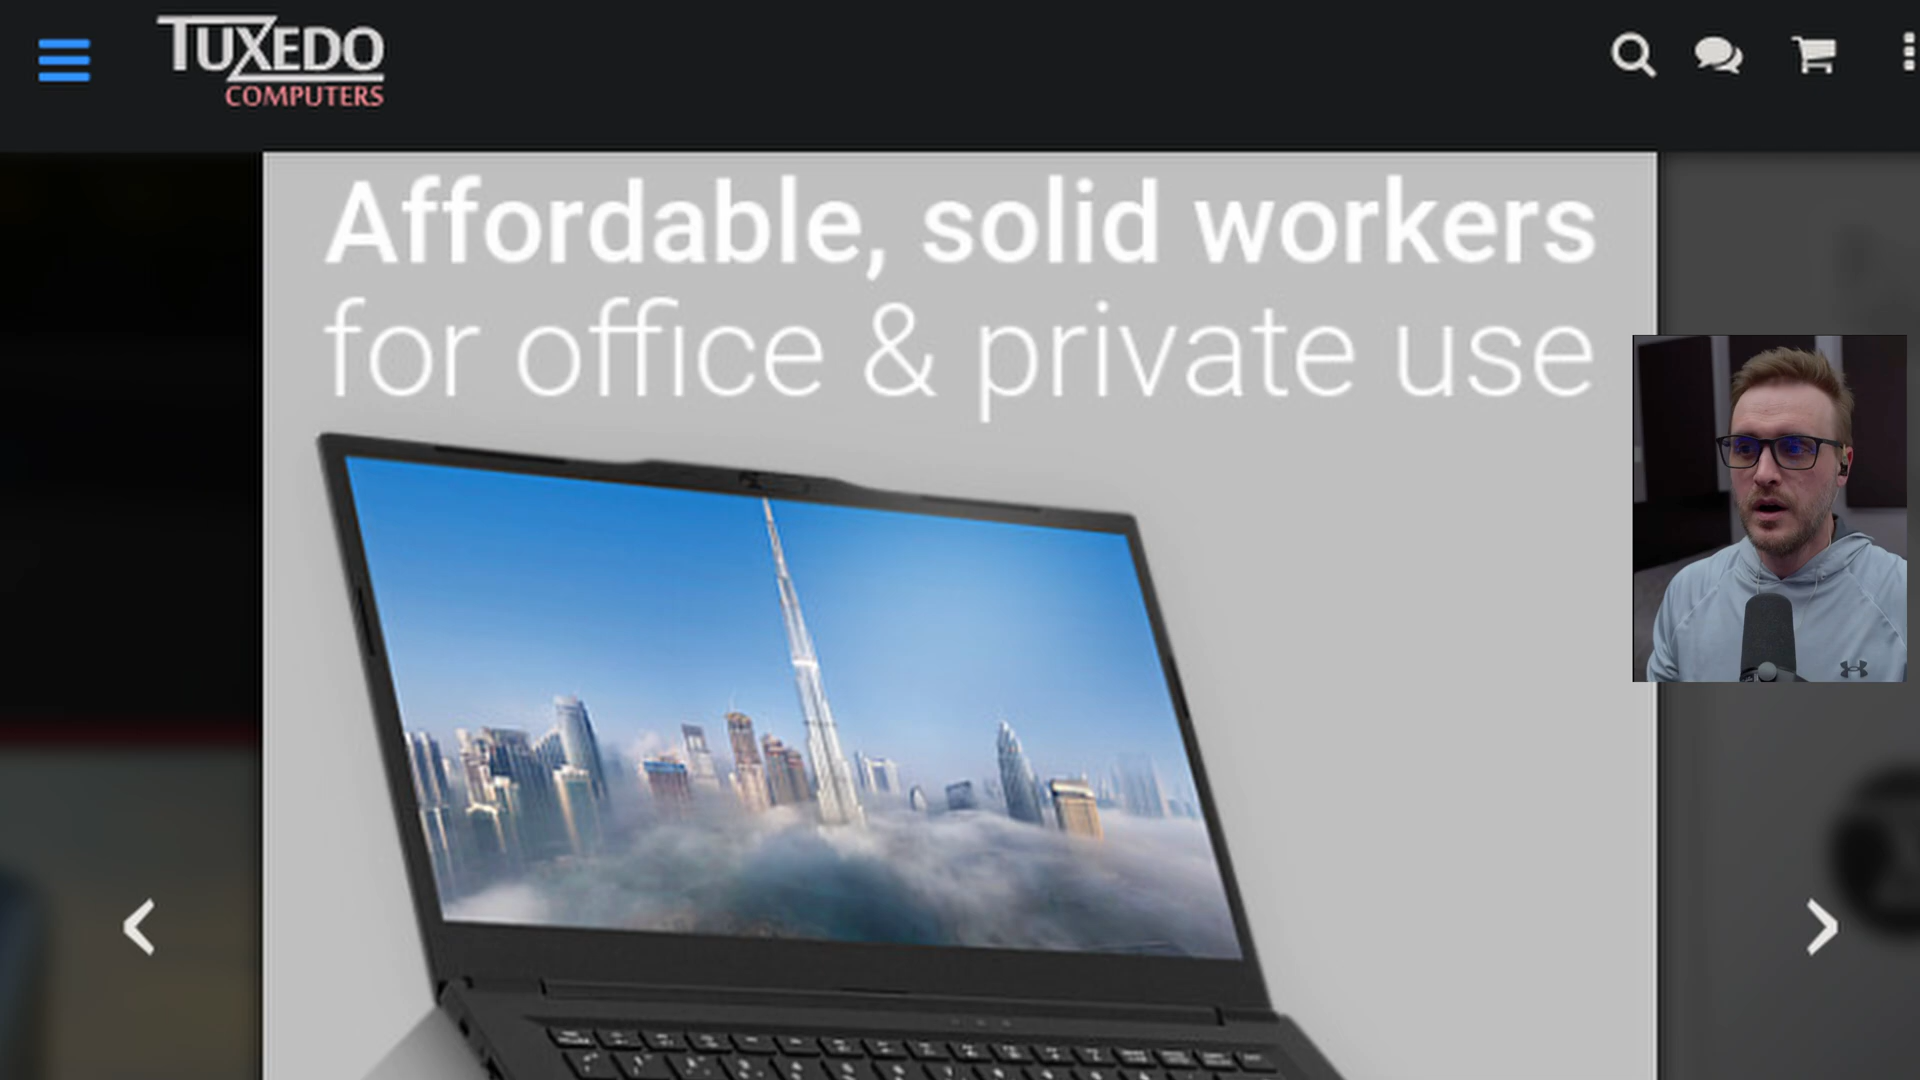 TUXEDO
COMPUTERS
Affordable, solid workers
for office & private use